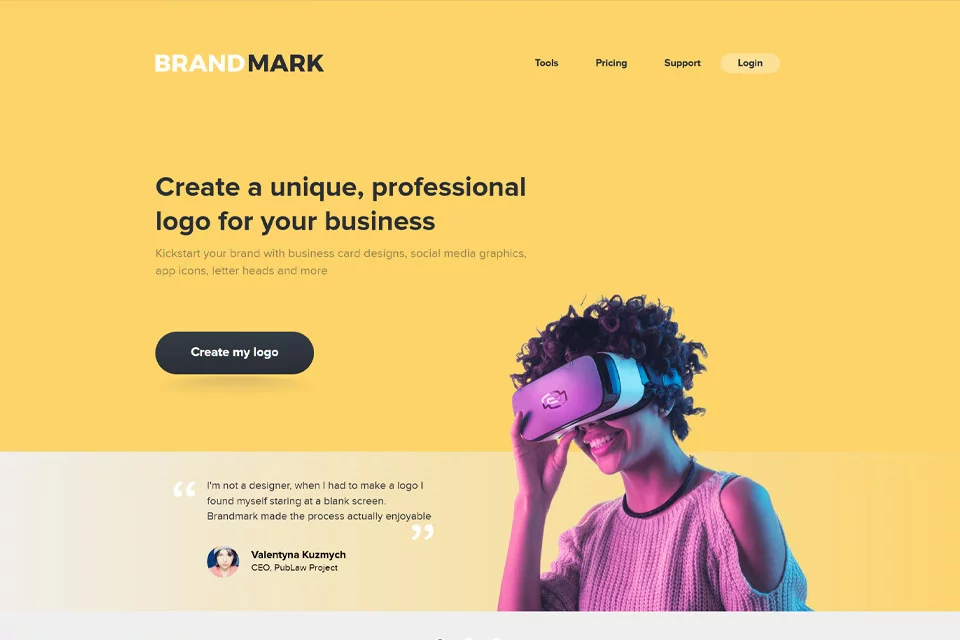 BRANDMARK
Tools
Pricing
Support
Login
Create a unique, professional
logo for your business
Kickstart your brand with business card designs, social media graphics,
app icons, letter heads and more
Create my logo
“
I'm not a designer, when I had to make a logo I
found myself staring at a blank screen.
Brandmark made the process actually enjoyable
”
Valentyna Kuzmych
CEO, PubLaw Project